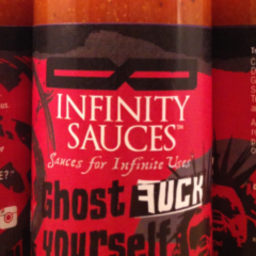 INFINITY
SAUCES™
Sauces for Infinite Uses™
Ghost FUCK
yourself